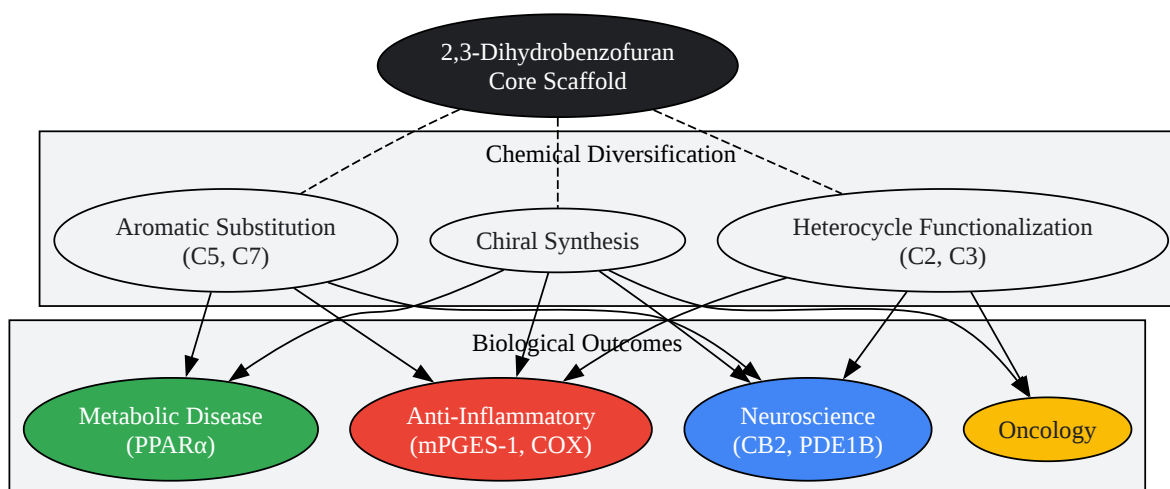 2,3-Dihydrobenzofuran
Core Scaffold
Chemical Diversification
Aromatic Substitution
(C5, C7)
Chiral Synthesis
Heterocycle Functionalization
(C2, C3)
Biological Outcomes
Metabolic Disease
(PPARα)
Anti-Inflammatory
(mPGES-1, COX)
Neuroscience
(CB2, PDE1B)
Oncology